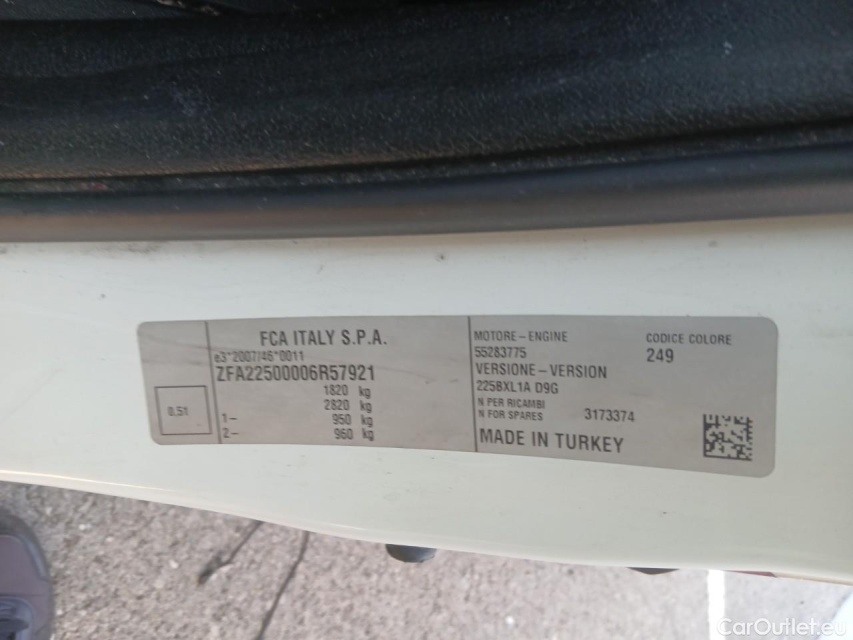 FCA ITALY S.P.A.
e3*2007/46*0011
ZFA22500006R57921
1820 kg
2820 kg
1- 950 kg
2- 960 kg
0,51
MOTORE-ENGINE
55283775
VERSIONE-VERSION
225BXL1A D9G
N PER RICAMBI
N FOR SPARES 3173374
MADE IN TURKEY
CODICE COLORE
249
CarOutlet.eu